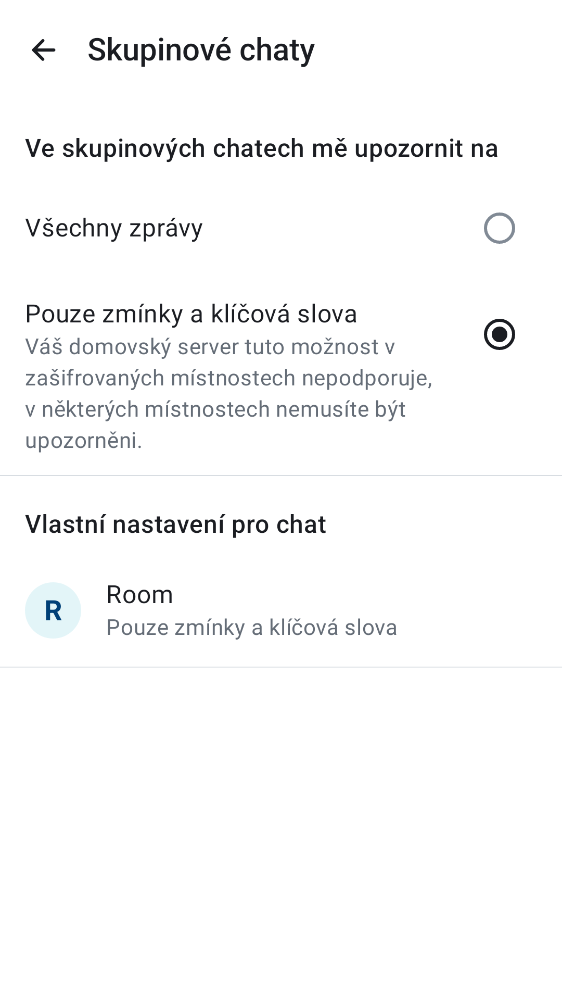 Skupinové chaty
Ve skupinových chatech mě upozornit na
Všechny zprávy
Pouze zmínky a klíčová slova
Váš domovský server tuto možnost v
zašifrovaných místnostech nepodporuje,
v některých místnostech nemusíte být
upozorněni.
Vlastní nastavení pro chat
R
Room
Pouze zmínky a klíčová slova